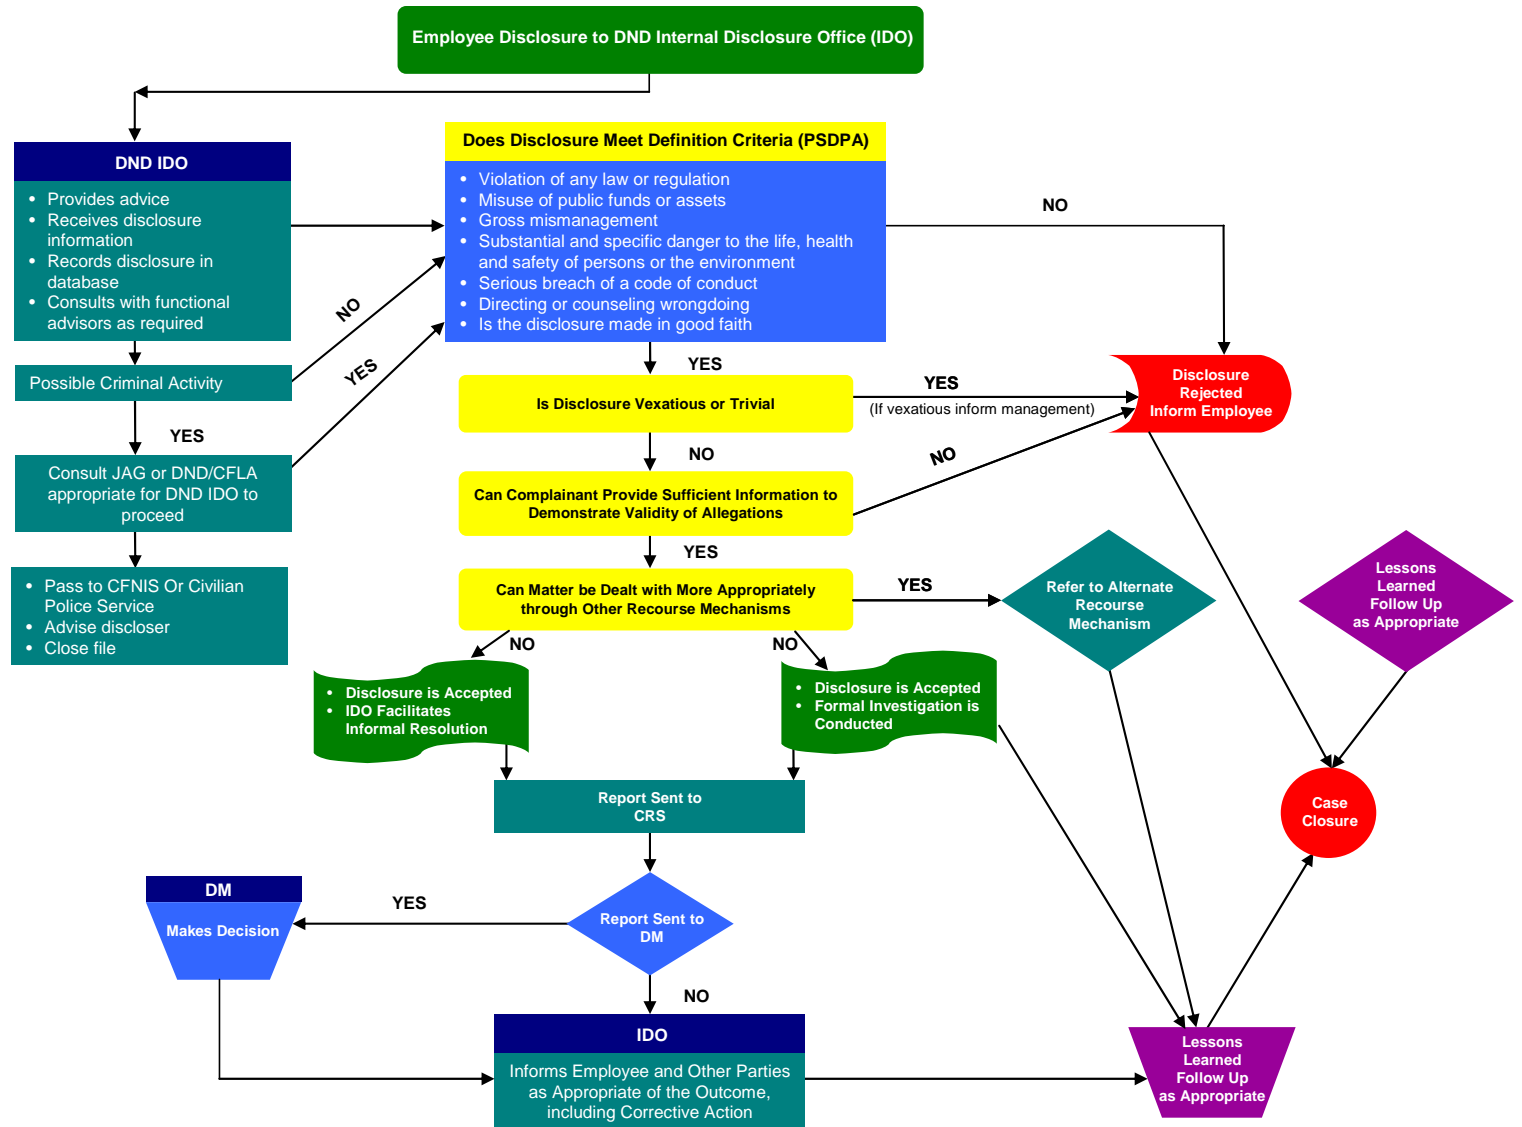 Employee Disclosure to DND Internal Disclosure Office (IDO)
DND IDO
• Provides advice
• Receives disclosure
information
• Records disclosure in
database
• Consults with functional
advisors as required
Possible Criminal Activity
YES
Consult JAG or DND/CFLA
appropriate for DND IDO to
proceed
• Pass to CFNIS Or Civilian
Police Service
• Advise discloser
• Close file
NO
YES
Does Disclosure Meet Definition Criteria (PSDPA)
• Violation of any law or regulation
• Misuse of public funds or assets
• Gross mismanagement
• Substantial and specific danger to the life, health
and safety of persons or the environment
• Serious breach of a code of conduct
• Directing or counseling wrongdoing
• Is the disclosure made in good faith
NO
YES
Is Disclosure Vexatious or Trivial
YES
(If vexatious inform management)
Disclosure
Rejected
Inform Employee
NO
Can Complainant Provide Sufficient Information to
Demonstrate Validity of Allegations
NO
YES
Can Matter be Dealt with More Appropriately
through Other Recourse Mechanisms
YES
Refer to Alternate
Recourse
Mechanism
Lessons
Learned
Follow Up
as Appropriate
NO
NO
• Disclosure is Accepted
• IDO Facilitates
Informal Resolution
• Disclosure is Accepted
• Formal Investigation is
Conducted
Report Sent to
CRS
Case
Closure
DM
Makes Decision
YES
Report Sent to
DM
NO
IDO
Informs Employee and Other Parties
as Appropriate of the Outcome,
including Corrective Action
Lessons
Learned
Follow Up
as Appropriate